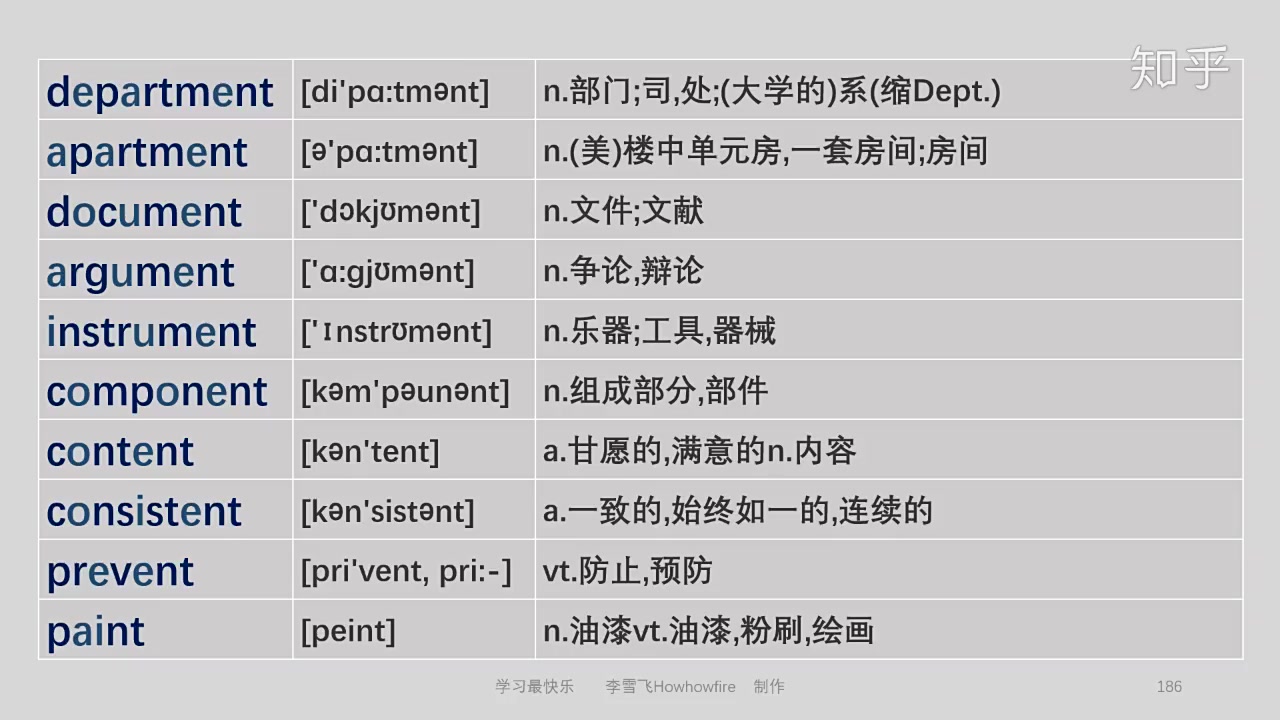 知乎
department [di'pɑ:tmənt] n.部门;司,处;(大学的)系(缩Dept.)
apartment [ə'pɑ:tmənt] n.(美)楼中单元房,一套房间;房间
document ['dɔkjʊmənt] n.文件;文献
argument ['ɑ:gjʊmənt] n.争论,辩论
instrument ['ɪnstrʊmənt] n.乐器;工具,器械
component [kəm'pəunənt] n.组成部分,部件
content [kən'tent] a.甘愿的,满意的n.内容
consistent [kən'sistənt] a.一致的,始终如一的,连续的
prevent [pri'vent, pri:-] vt.防止,预防
paint [peint] n.油漆vt.油漆,粉刷,绘画
学习最快乐 李雪飞Howhowfire 制作 186